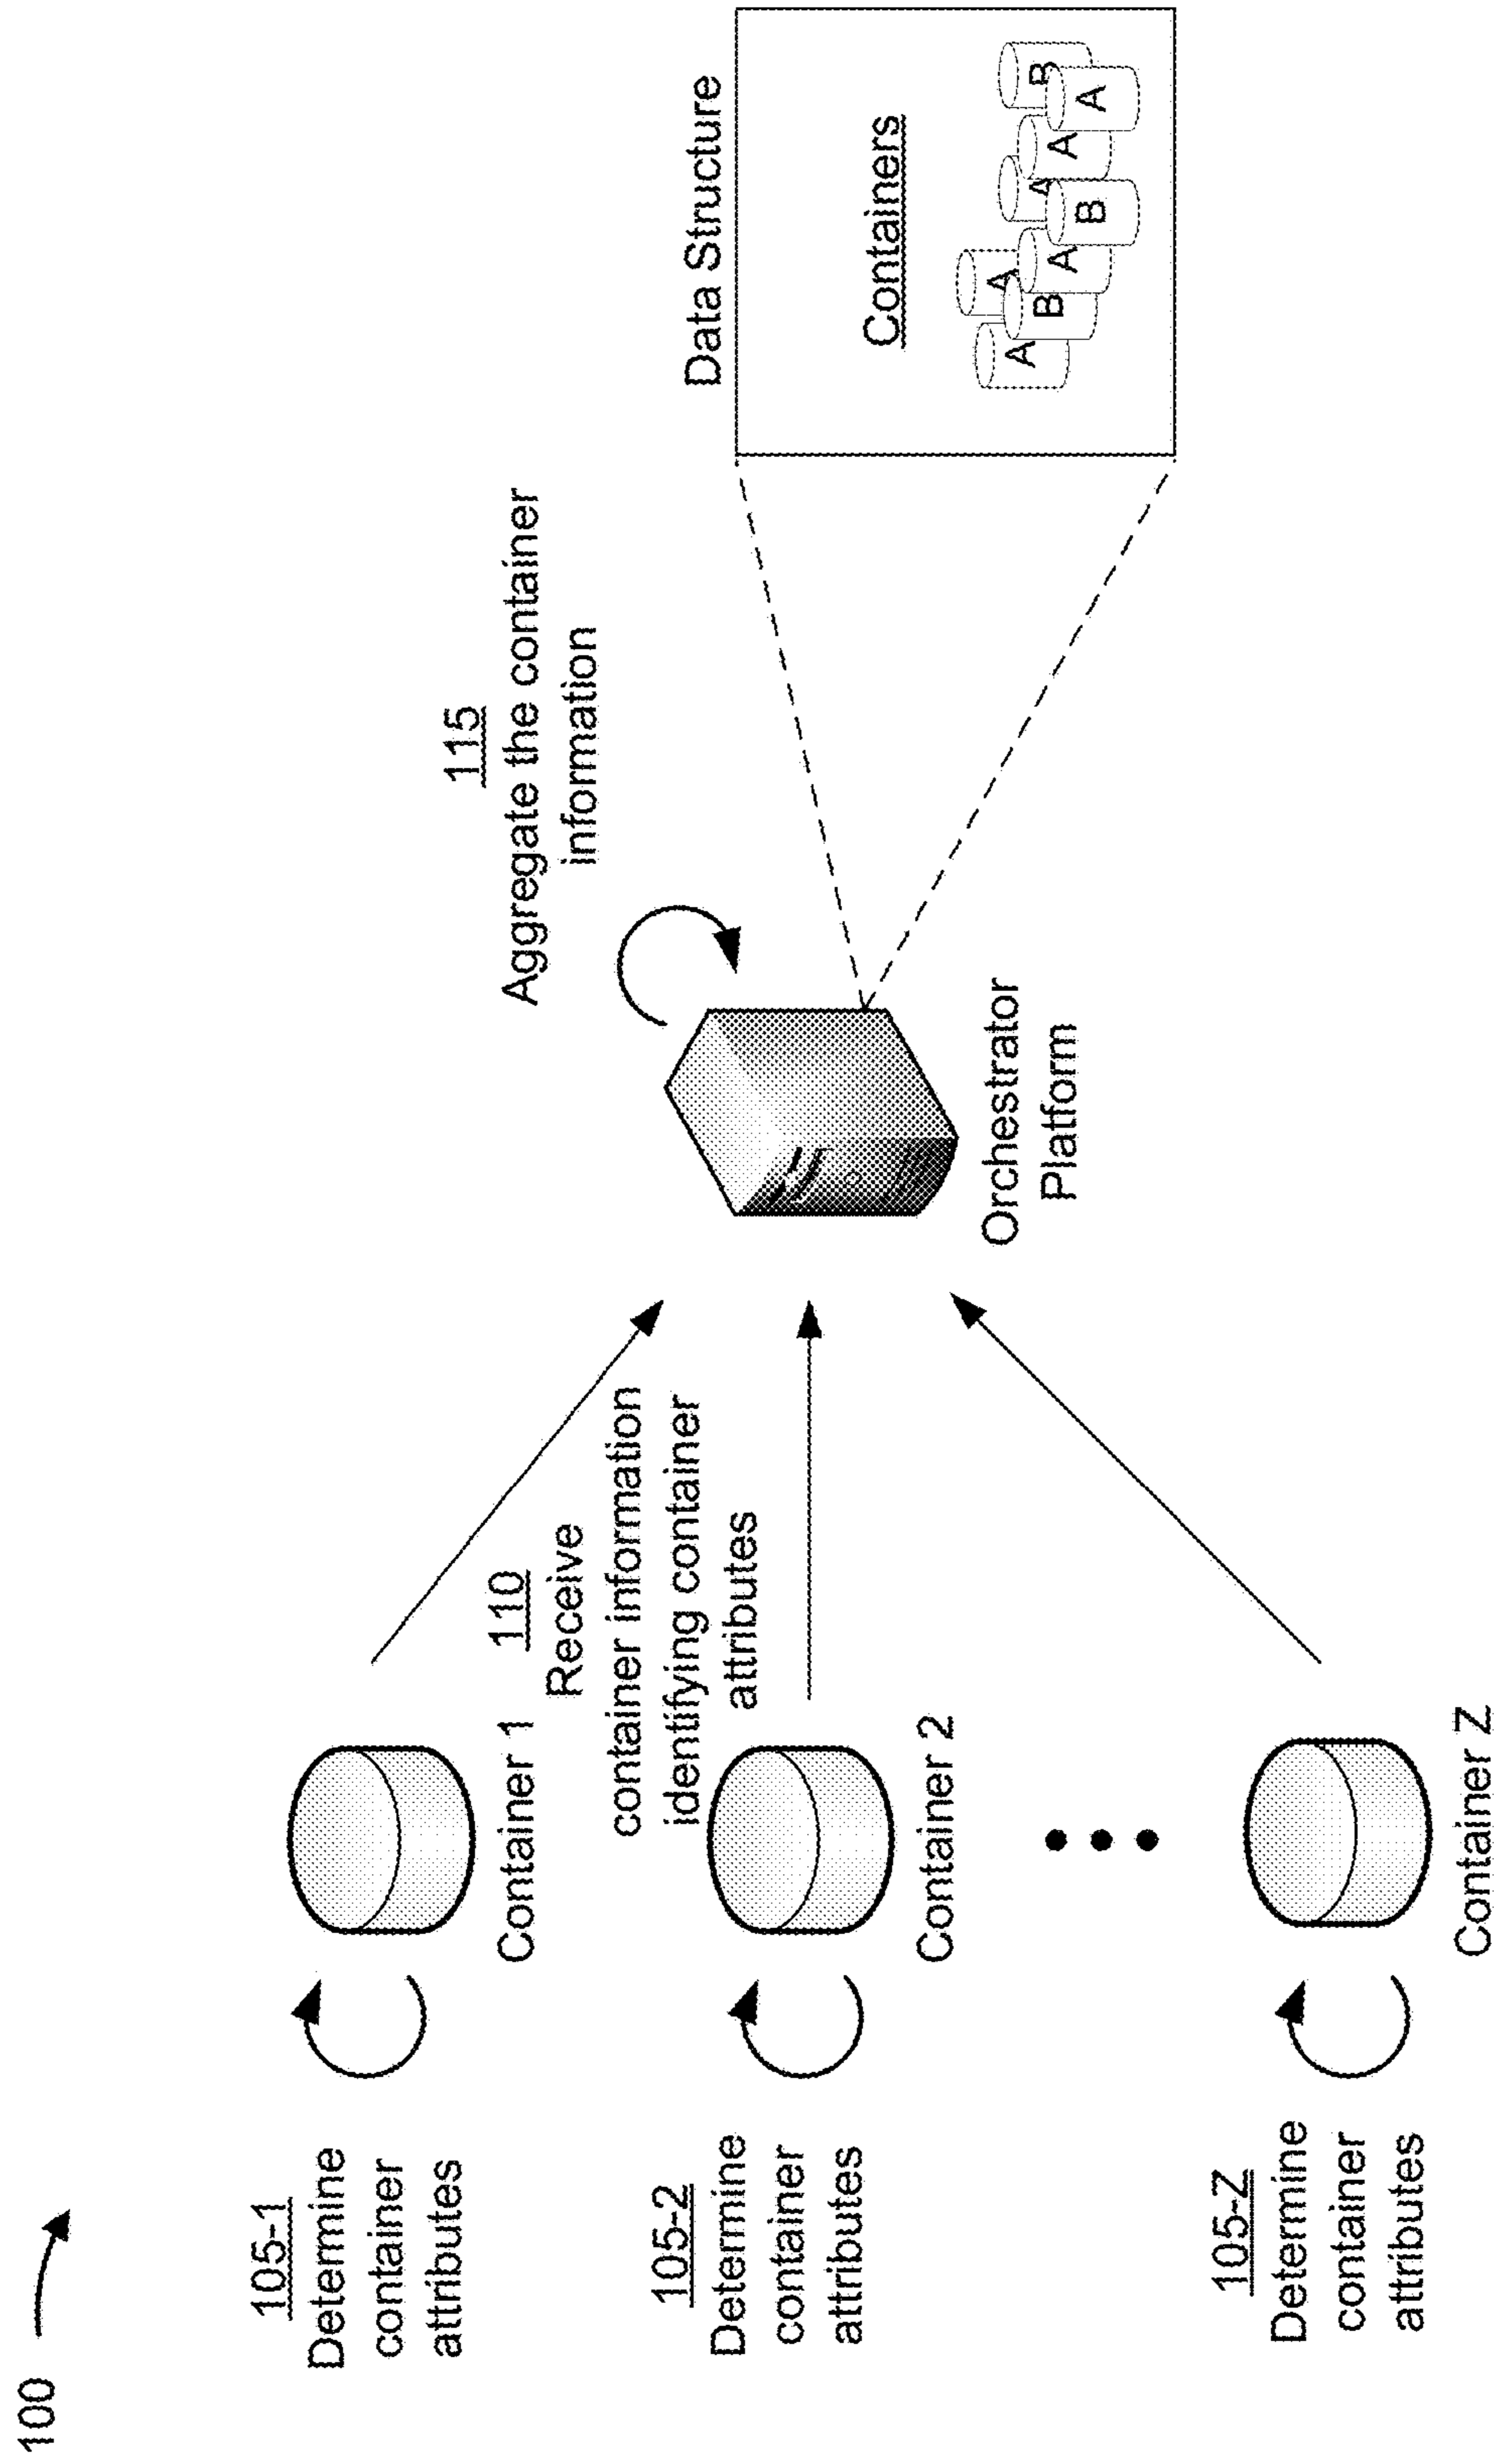 100
105-1
Determine
container
attributes
Container 1
110
Receive
container information
identifying container
attributes
105-2
Determine
container
attributes
Container 2
105-Z
Determine
container
attributes
Container Z
115
Aggregate the container
information
Orchestrator
Platform
Data Structure
Containers
A
B
A
A
B
A
A
A
B